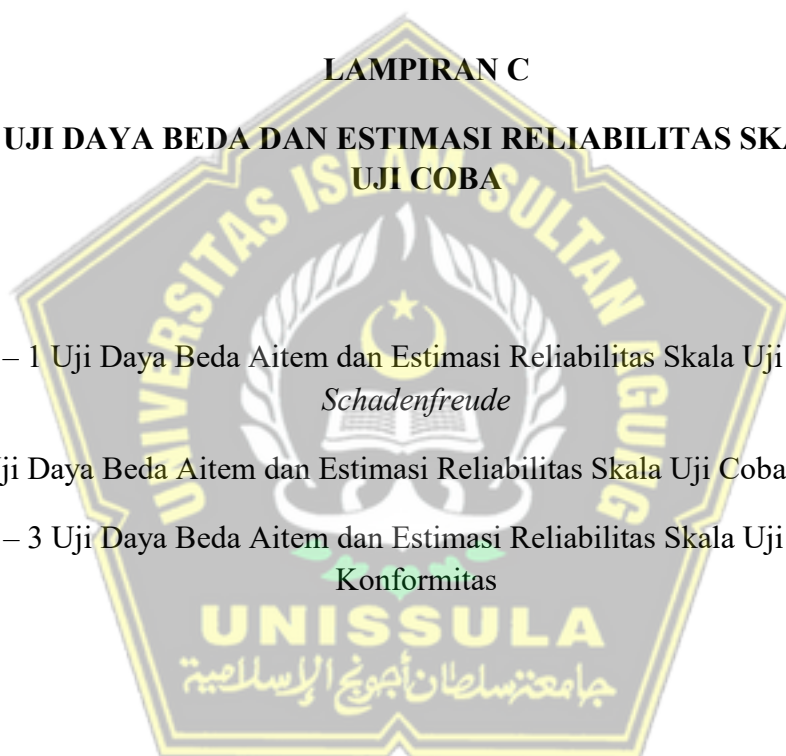 LAMPIRAN C
UJI DAYA BEDA DAN ESTIMASI RELIABILITAS
UJI COBA
– 1 Uji Daya Beda Aitem dan Estimasi Reliabilitas Skala Uji
Schadenfreude
Daya Beda Aitem dan Estimasi Reliabilitas Skala Uji Coba
– 3 Uji Daya Beda Aitem dan Estimasi Reliabilitas Skala Uji
Konformitas
UNIVERSITAS ISLAM SULTAN AGUNG
UNISSULA
جامعة سلطان أجونج الإسلامية